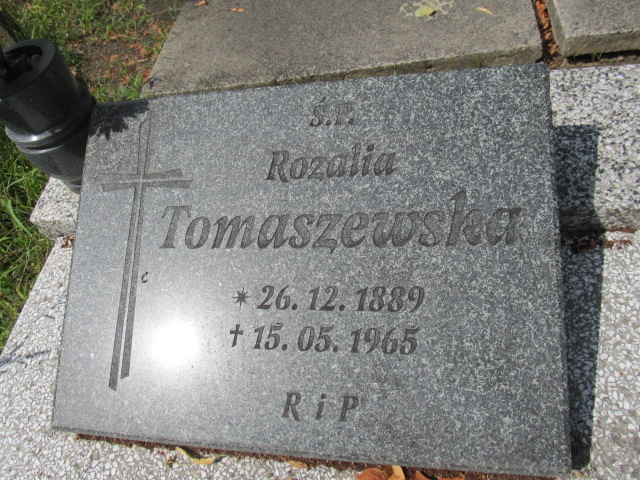 Ś.P.
Rozalia
Tomaszewska
* 26. 12. 1889
✝ 15. 05. 1965
R i P